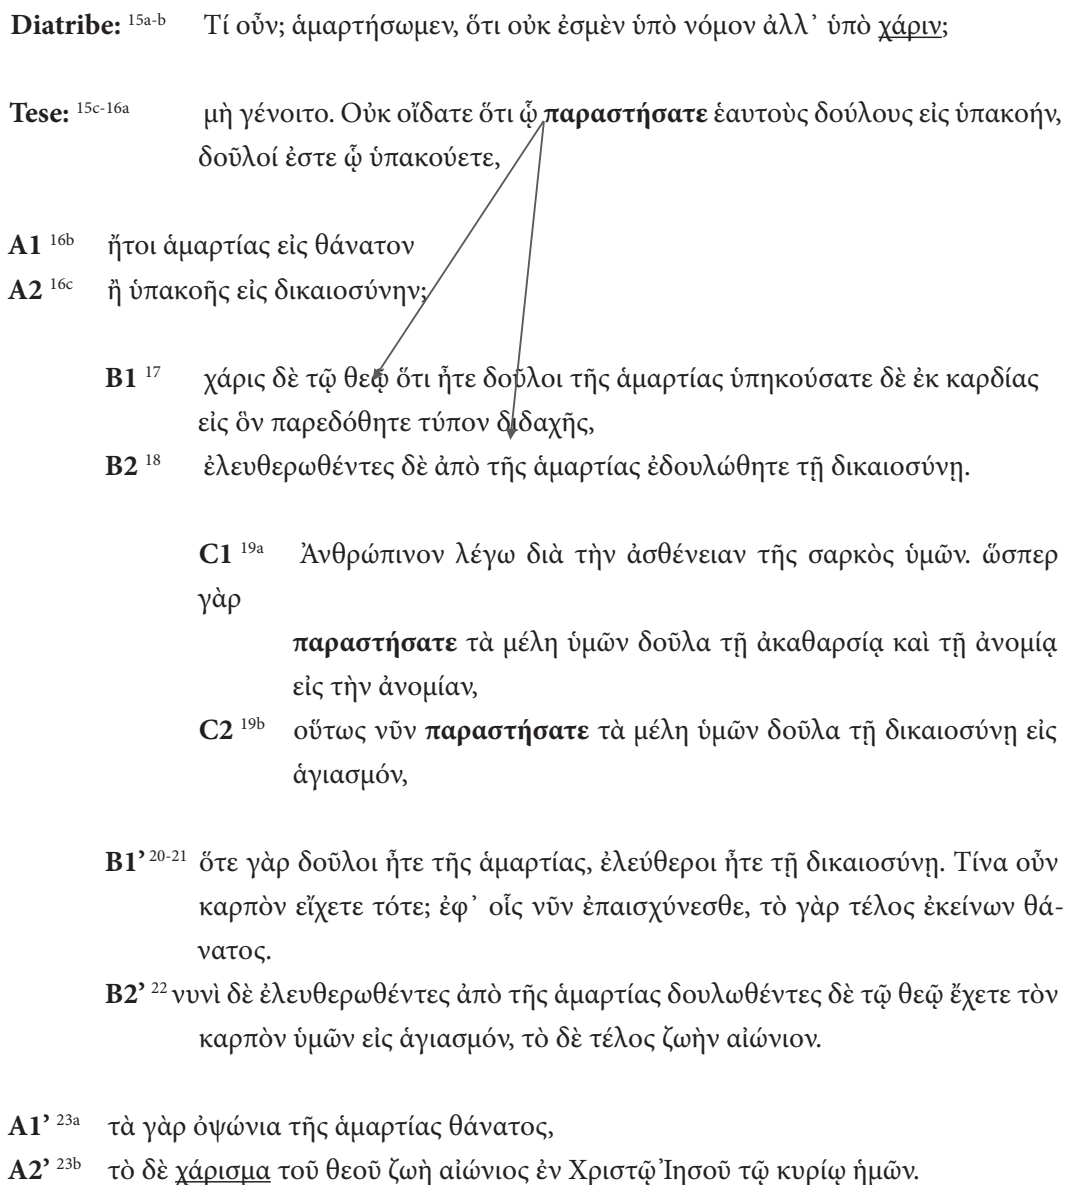 Diatribe: 15a-b Τί οὖν; ἁμαρτήσωμεν, ὅτι οὐκ ἐσμὲν ὑπὸ νόμον ἀλλ᾽ ὑπὸ χάριν;
Tese: 15c-16a μὴ γένοιτο. Οὐκ οἴδατε ὅτι ᾧ παραστήσατε ἑαυτοὺς δούλους εἰς ὑπακοήν,
δοῦλοί ἐστε ᾧ ὑπακούετε,
A1 16b ἤτοι ἁμαρτίας εἰς θάνατον
A2 16c ἢ ὑπακοῆς εἰς δικαιοσύνην;
B1 17 χάρις δὲ τῷ θεῷ ὅτι ἦτε δοῦλοι τῆς ἁμαρτίας ὑπηκούσατε δὲ ἐκ καρδίας
εἰς ὃν παρεδόθητε τύπον διδαχῆς,
B2 18 ἐλευθερωθέντες δὲ ἀπὸ τῆς ἁμαρτίας ἐδουλώθητε τῇ δικαιοσύνῃ.
C1 19a Ἀνθρώπινον λέγω διὰ τὴν ἀσθένειαν τῆς σαρκὸς ὑμῶν. ὥσπερ
γὰρ
παραστήσατε τὰ μέλη ὑμῶν δοῦλα τῇ ἀκαθαρσίᾳ καὶ τῇ ἀνομίᾳ
εἰς τὴν ἀνομίαν,
C2 19b οὕτως νῦν παραστήσατε τὰ μέλη ὑμῶν δοῦλα τῇ δικαιοσύνῃ εἰς
ἁγιασμόν,
B1’ 20-21 ὅτε γὰρ δοῦλοι ἦτε τῆς ἁμαρτίας, ἐλεύθεροι ἦτε τῇ δικαιοσύνῃ. Τίνα οὖν
καρπὸν εἴχετε τότε; ἐφ᾽ οἷς νῦν ἐπαισχύνεσθε, τὸ γὰρ τέλος ἐκείνων θά-
νατος.
B2’ 22 νυνὶ δὲ ἐλευθερωθέντες ἀπὸ τῆς ἁμαρτίας δουλωθέντες δὲ τῷ θεῷ ἔχετε τὸν
καρπὸν ὑμῶν εἰς ἁγιασμόν, τὸ δὲ τέλος ζωὴν αἰώνιον.
A1’ 23a τὰ γὰρ ὀψώνια τῆς ἁμαρτίας θάνατος,
A2’ 23b τὸ δὲ χάρισμα τοῦ θεοῦ ζωὴ αἰώνιος ἐν Χριστῷ Ἰησοῦ τῷ κυρίῳ ἡμῶν.